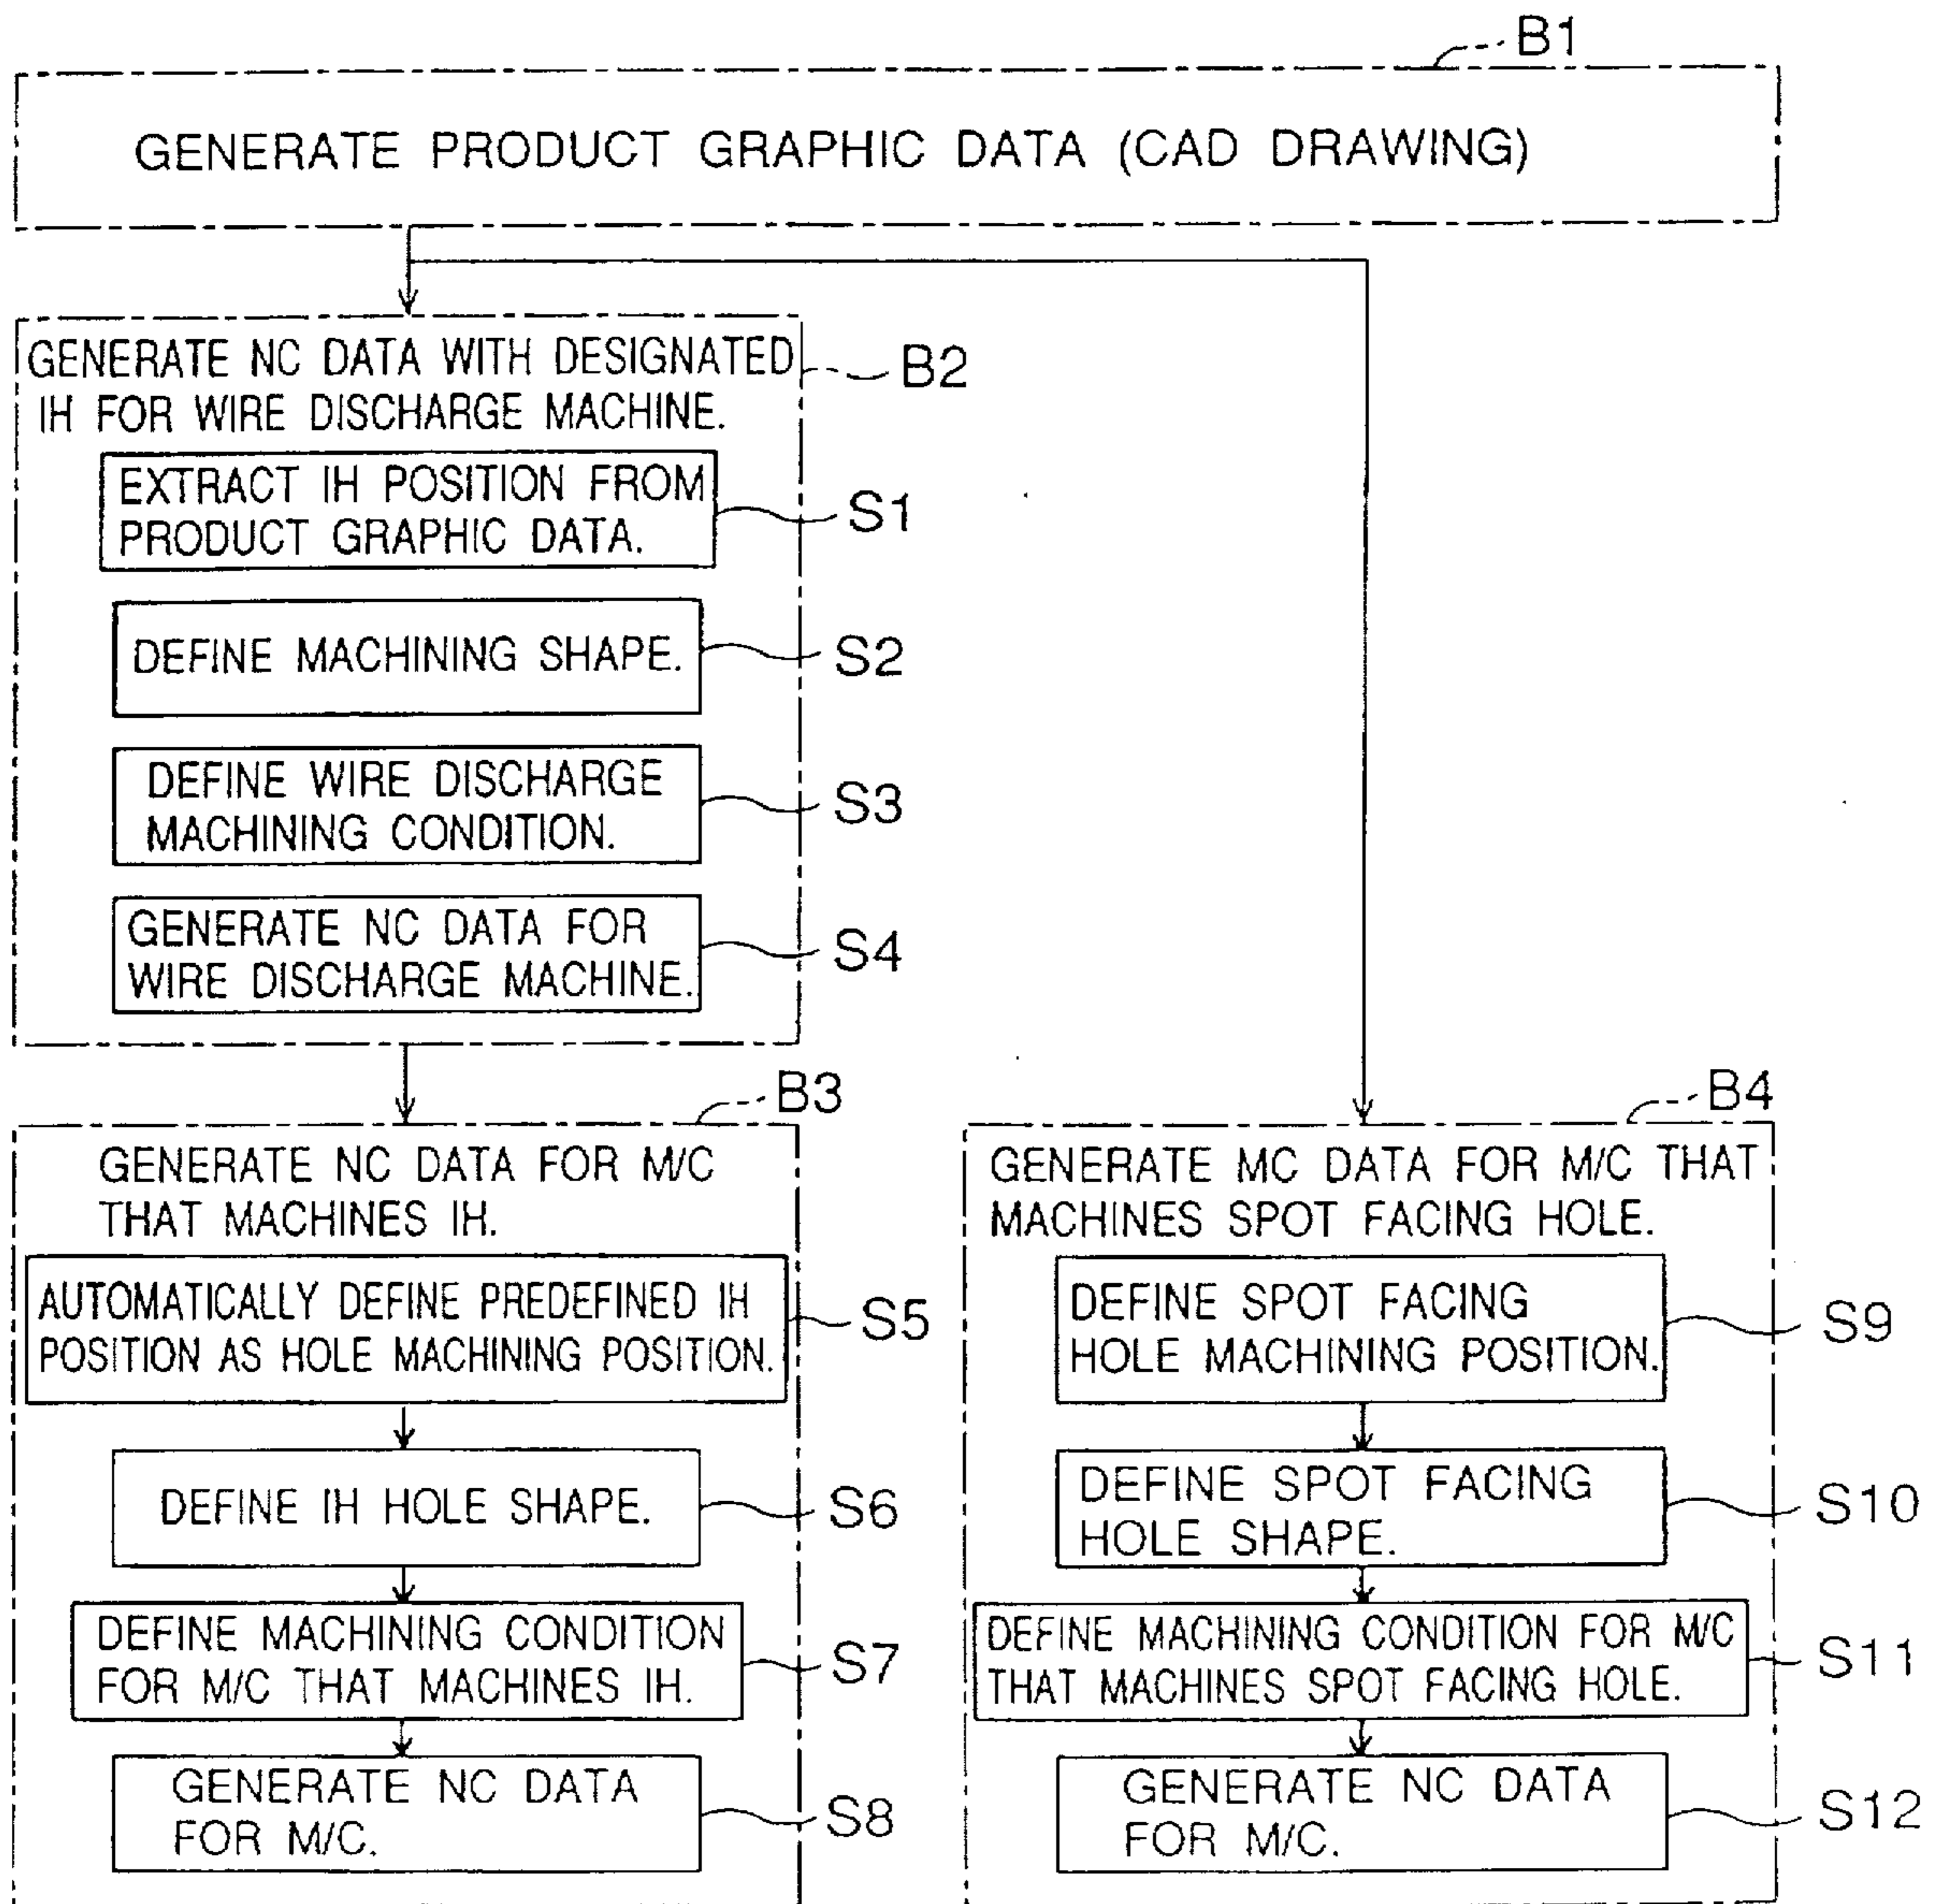 B1
GENERATE PRODUCT GRAPHIC DATA (CAD DRAWING)
GENERATE NC DATA WITH DESIGNATED
IH FOR WIRE DISCHARGE MACHINE.
B2
EXTRACT IH POSITION FROM
PRODUCT GRAPHIC DATA.
S1
DEFINE MACHINING SHAPE.
S2
DEFINE WIRE DISCHARGE
MACHINING CONDITION.
S3
GENERATE NC DATA FOR
WIRE DISCHARGE MACHINE.
S4
B3
GENERATE NC DATA FOR M/C
THAT MACHINES IH.
AUTOMATICALLY DEFINE PREDEFINED IH
POSITION AS HOLE MACHINING POSITION.
S5
DEFINE IH HOLE SHAPE.
S6
DEFINE MACHINING CONDITION
FOR M/C THAT MACHINES IH.
S7
GENERATE NC DATA
FOR M/C.
S8
B4
GENERATE MC DATA FOR M/C THAT
MACHINES SPOT FACING HOLE.
DEFINE SPOT FACING
HOLE MACHINING POSITION.
S9
DEFINE SPOT FACING
HOLE SHAPE.
S10
DEFINE MACHINING CONDITION FOR M/C
THAT MACHINES SPOT FACING HOLE.
S11
GENERATE NC DATA
FOR M/C.
S12